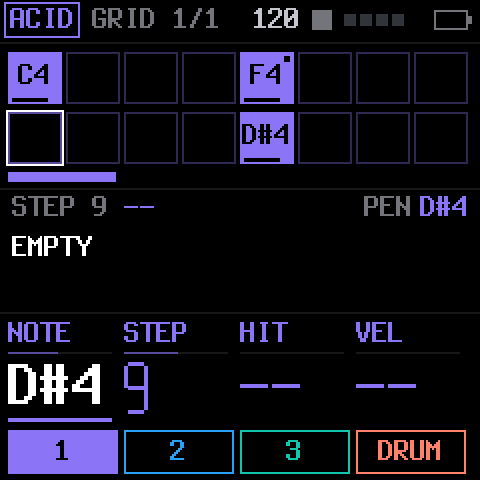 ACID GRID 1/1 120
C4 F4
D#4
STEP 9 -- PEN D#4
EMPTY
NOTE STEP HIT VEL
D#4 9 -- --
1 2 3 DRUM